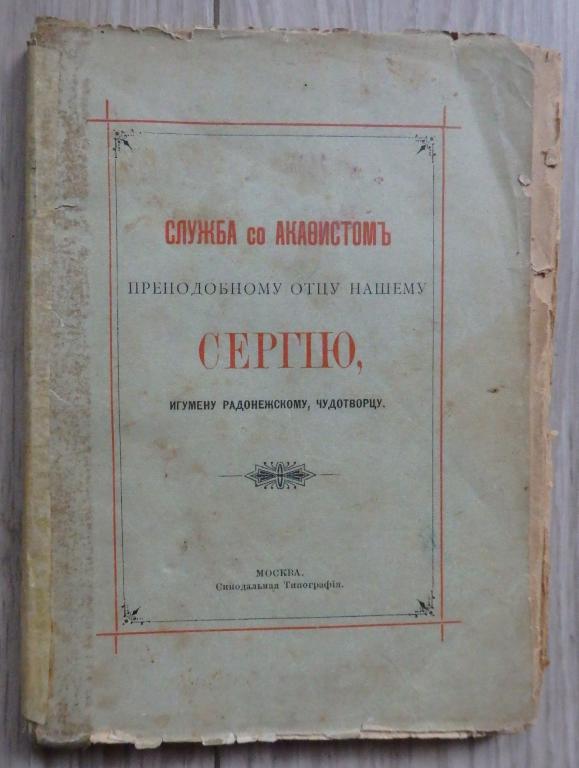 СЛУЖБА со АКАѲИСТОМЪ
ПРЕПОДОБНОМУ ОТЦУ НАШЕМУ
СЕРГІЮ,
ИГУМЕНУ РАДОНЕЖСКОМУ, ЧУДОТВОРЦУ.
МОСКВА.
Синодальная Типографія.